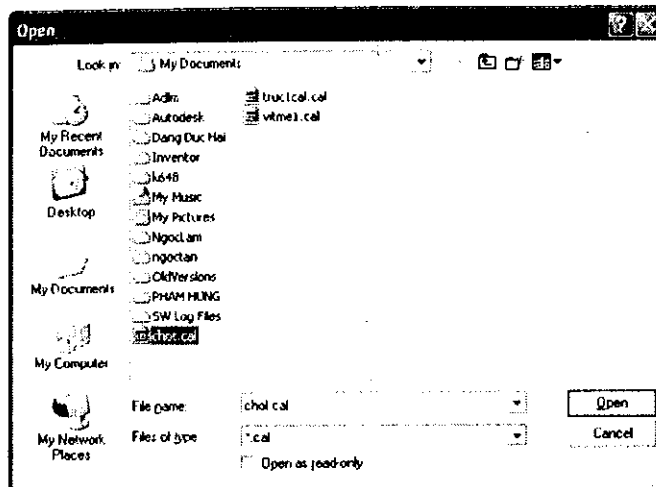 Open
Look in: My Documents
My Recent Documents
Desktop
My Documents
My Computer
My Network Places
Adlm
Autodesk
Dang Duc Hai
Inventor
k648
My Music
My Pictures
NgocLam
ngoctan
OldVersions
PHAM HUNG
SW Log Files
chot.cal
truc1cal.cal
vitme1.cal
File name: chot.cal
Open
Files of type: *.cal
Cancel
Open as read-only